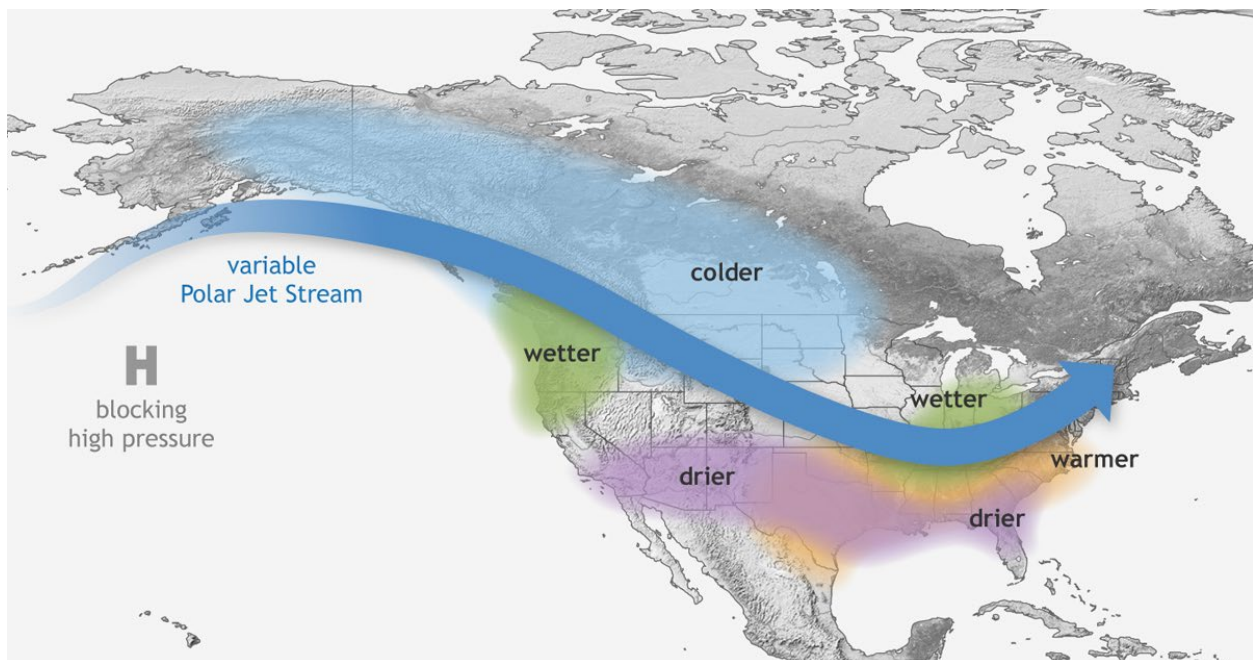 colder
variable
Polar Jet Stream
H
blocking
high pressure
wetter
wetter
warmer
drier
drier